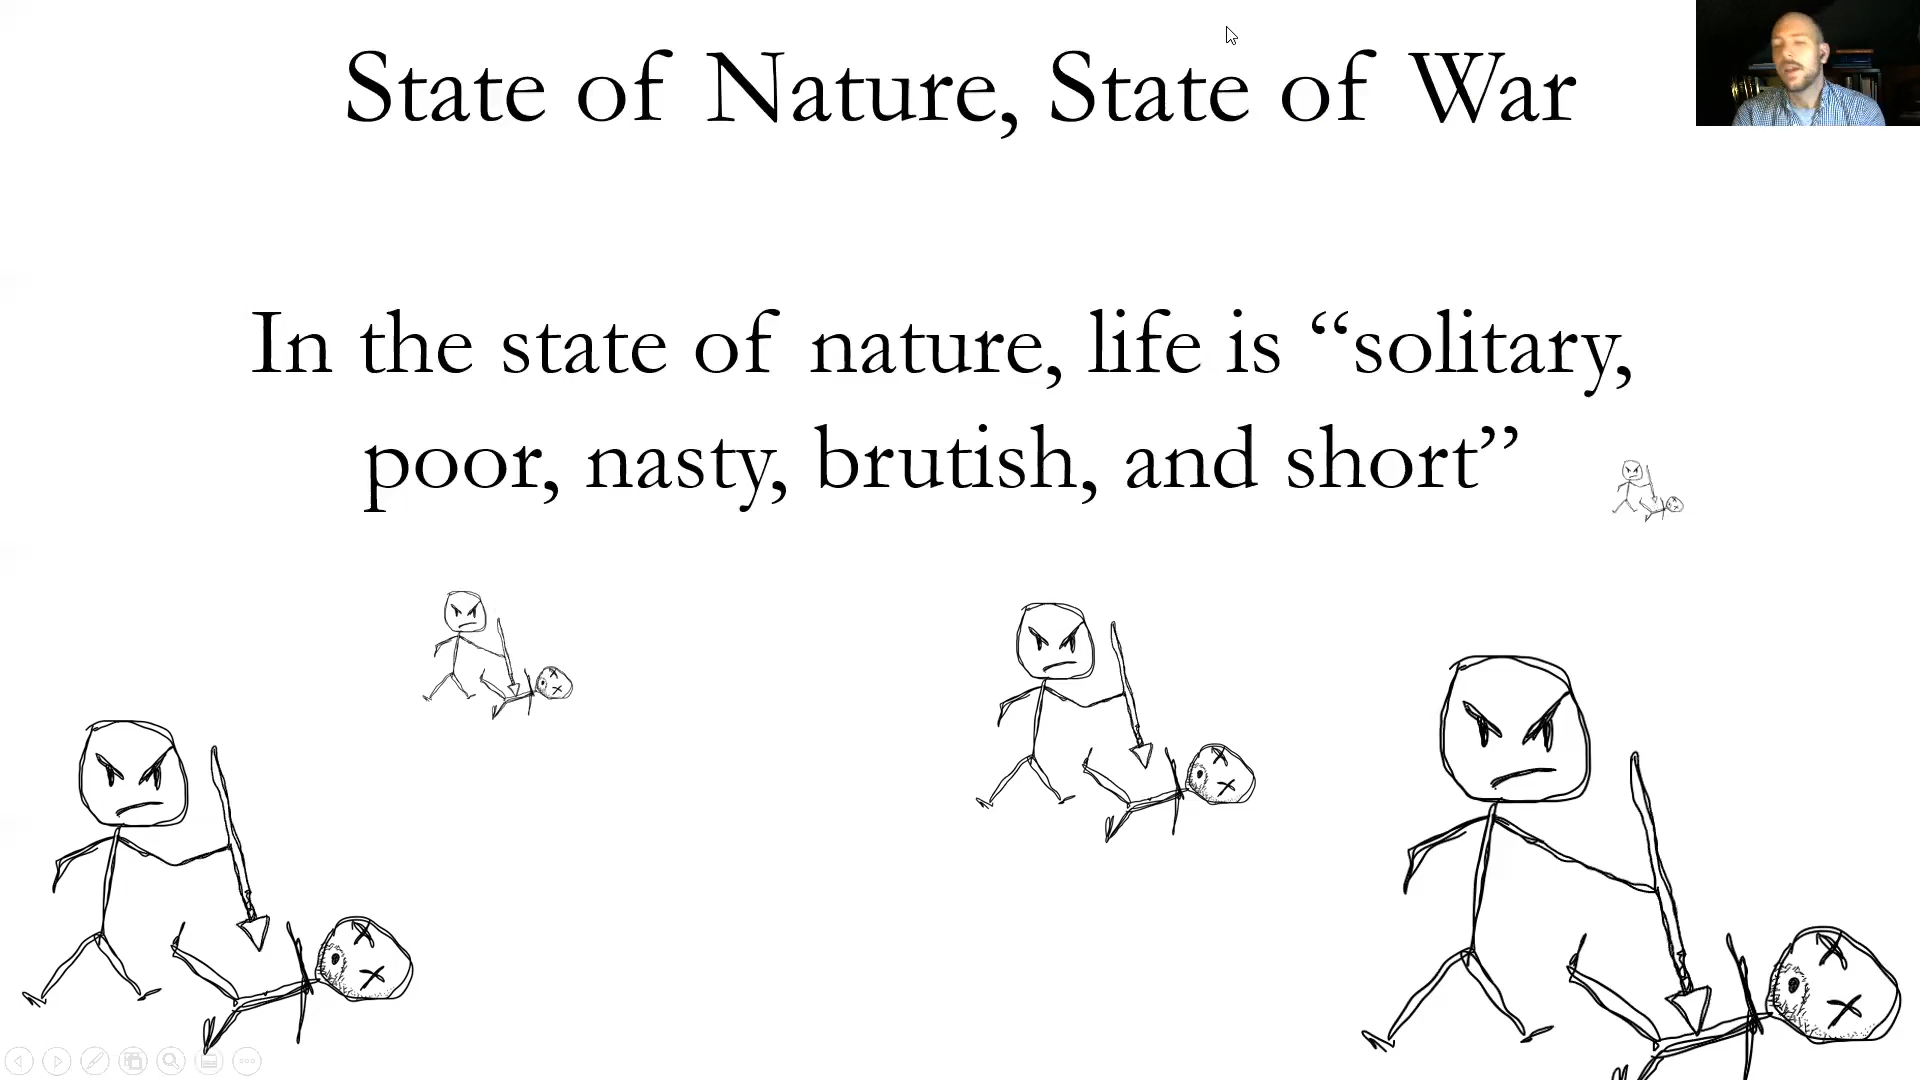 State of Nature, State of War
In the state of nature, life is “solitary,
poor, nasty, brutish, and short”